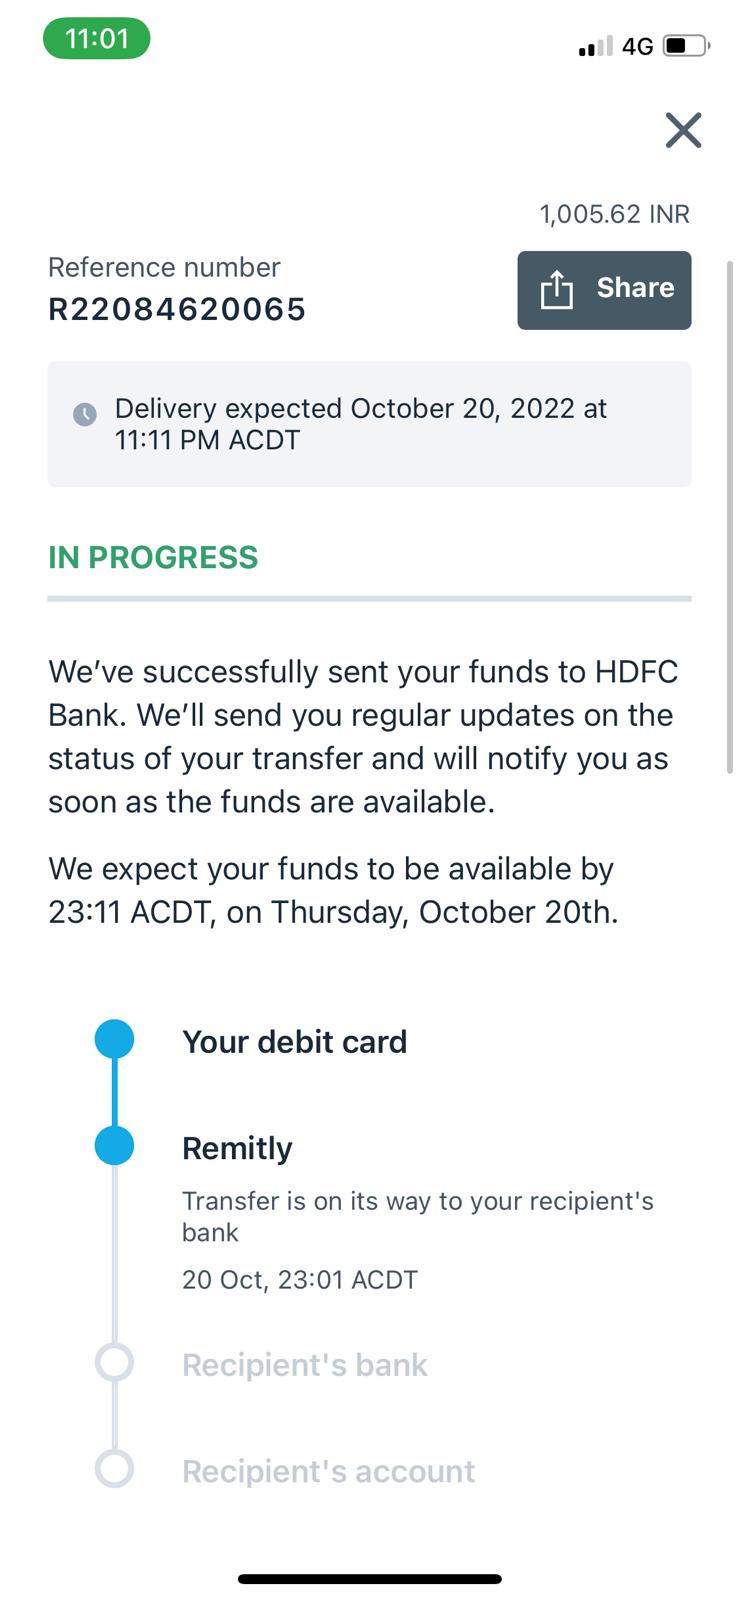 11:01
4G
1,005.62 INR
Reference number
R22084620065
Share
Delivery expected October 20, 2022 at
11:11 PM ACDT
IN PROGRESS
We’ve successfully sent your funds to HDFC
Bank. We’ll send you regular updates on the
status of your transfer and will notify you as
soon as the funds are available.
We expect your funds to be available by
23:11 ACDT, on Thursday, October 20th.
Your debit card
Remitly
Transfer is on its way to your recipient's
bank
20 Oct, 23:01 ACDT
Recipient's bank
Recipient's account